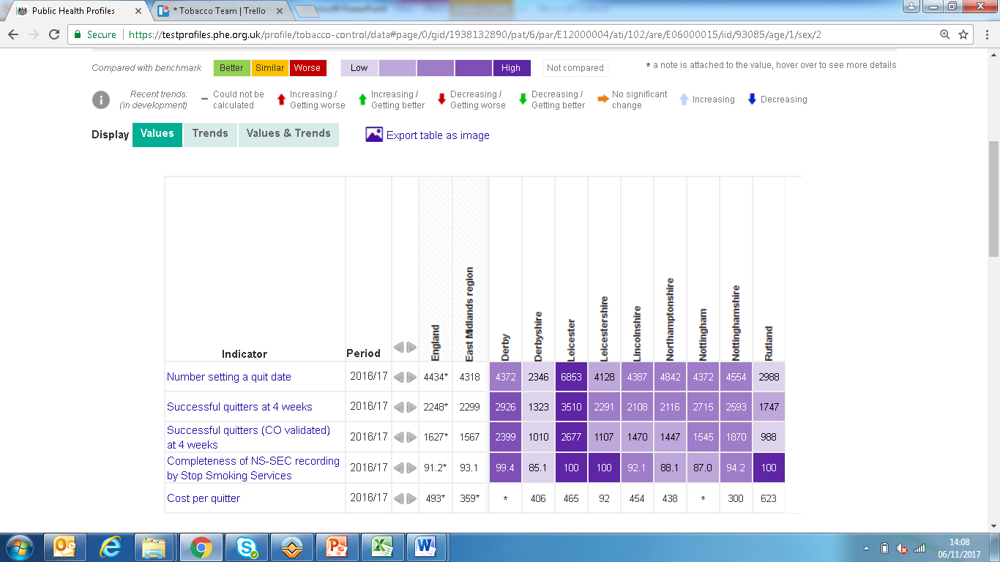 Public Health Profiles
* Tobacco Team | Trello
Secure https://testprofiles.phe.org.uk/profile/tobacco-control/data#page/0/gid/1938132890/pat/6/par/E12000004/ati/102/are/E06000015/iid/93085/age/1/sex/2
Compared with benchmark Better Similar Worse Low High Not compared * a note is attached to the value, hover over to see more details
Recent trends: (in development)
Could not be calculated
Increasing / Getting worse
Increasing / Getting better
Decreasing / Getting worse
Decreasing / Getting better
No significant change
Increasing
Decreasing
Display Values Trends Values & Trends Export table as image
Indicator Period England East Midlands region Derby Derbyshire Leicester Leicestershire Lincolnshire Northamptonshire Nottingham Nottinghamshire Rutland
Number setting a quit date 2016/17 4434* 4318 4372 2346 6853 4128 4387 4842 4372 4554 2988
Successful quitters at 4 weeks 2016/17 2248* 2299 2926 1323 3510 2291 2108 2116 2715 2593 1747
Successful quitters (CO validated)
at 4 weeks 2016/17 1627* 1567 2399 1010 2677 1107 1470 1447 1545 1870 988
Completeness of NS-SEC recording
by Stop Smoking Services 2016/17 91.2* 93.1 99.4 85.1 100 100 92.1 88.1 87.0 94.2 100
Cost per quitter 2016/17 493* 359* * 406 465 92 454 438 * 300 623
14:08
06/11/2017